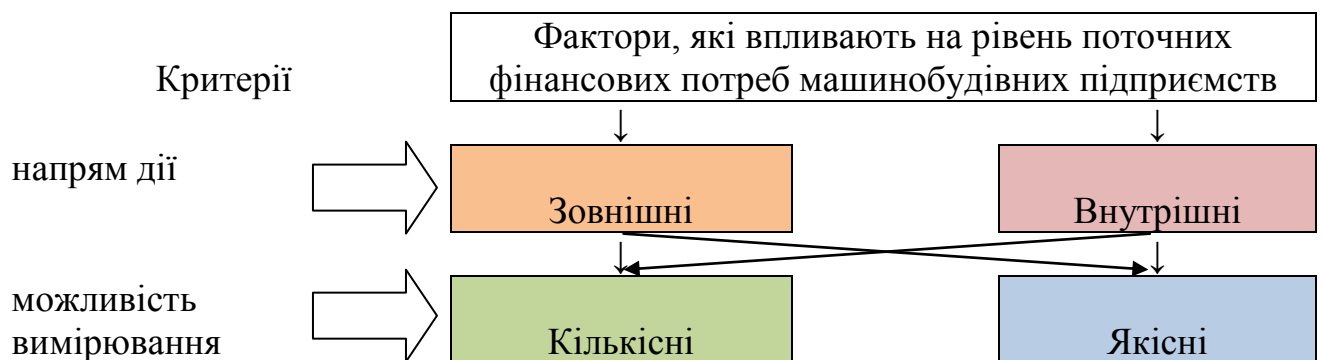 Фактори, які впливають на рівень поточних
фінансових потреб машинобудівних підприємств
Критерії
напрям дії
Зовнішні
Внутрішні
можливість
вимірювання
Кількісні
Якісні